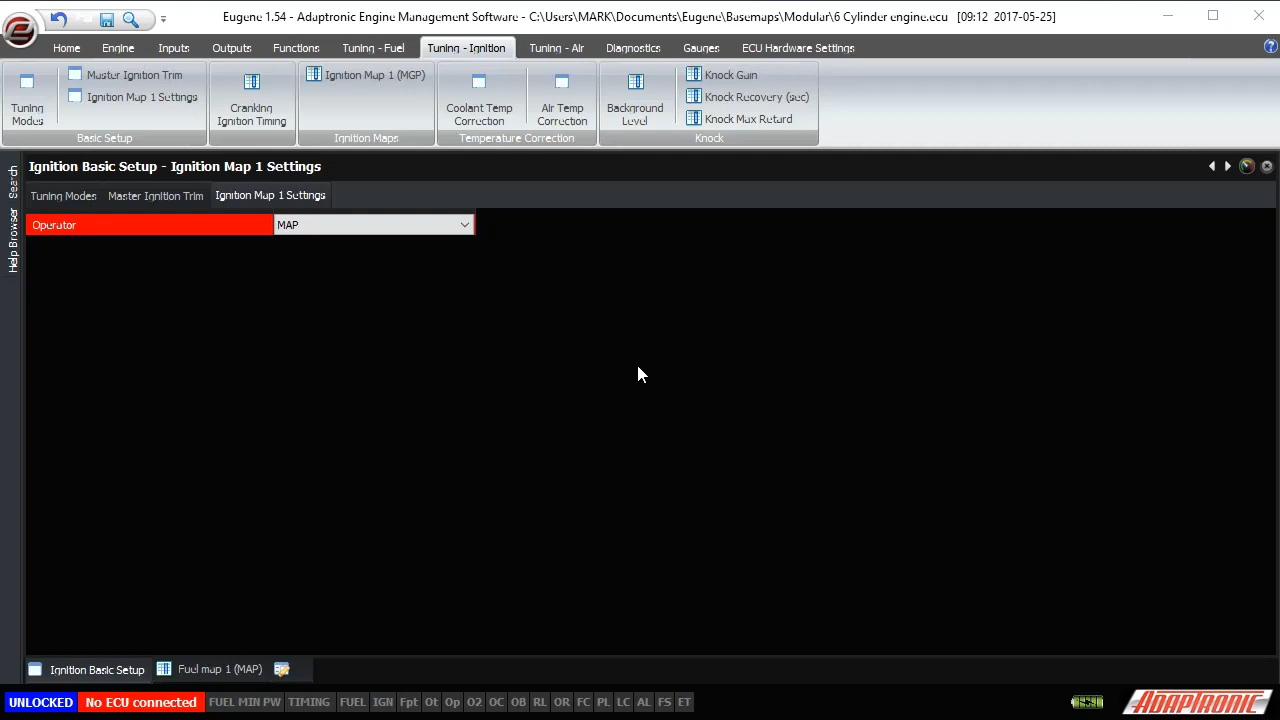 Eugene 1.54 - Adaptronic Engine Management Software - C:\Users\MARK\Documents\Eugene\
Maps\Modular\6 Cylinder engine.ecu [09:12 2017-05-25]
Home Engine Inputs Outputs Functions Tuning - Fuel Tuning - Ignition Tuning - Air Diagnostics Gauges ECU Hardware Settings
Tuning Modes
Master Ignition Trim
Ignition Map 1 Settings
Basic Setup
Cranking Ignition Timing
Ignition Map 1 (MGP)
Ignition Maps
Coolant Temp Correction
Air Temp Correction
Temperature Correction
Background Level
Knock Gain
Knock Recovery (sec)
Knock Max Retard
Knock
Search
Help Browser
Ignition Basic Setup - Ignition Map 1 Settings
Tuning Modes Master Ignition Trim Ignition Map 1 Settings
Operator MAP
Ignition Basic Setup Fuel map 1 (MAP)
UNLOCKED No ECU connected FUEL MIN PW TIMING FUEL IGN Fpt Ot Op O2 OC OB RL OR FC PL LC AL FS ET
ADAPTRONIC